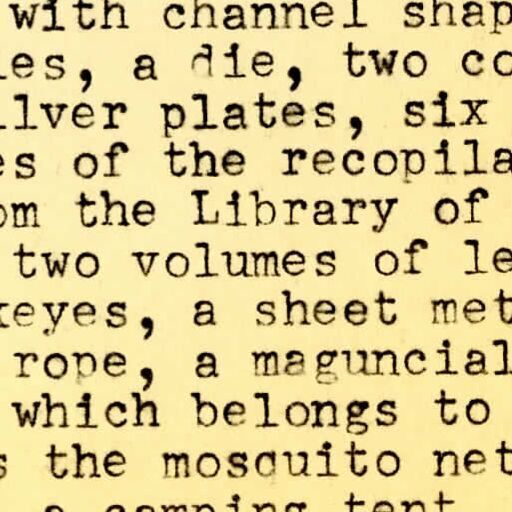 with channel shap
les, a die, two co
ilver plates, six
es of the recopila
om the Library of
two volumes of le
keyes, a sheet met
rope, a maguncial
which belongs to
s the mosquito net
a camping tent